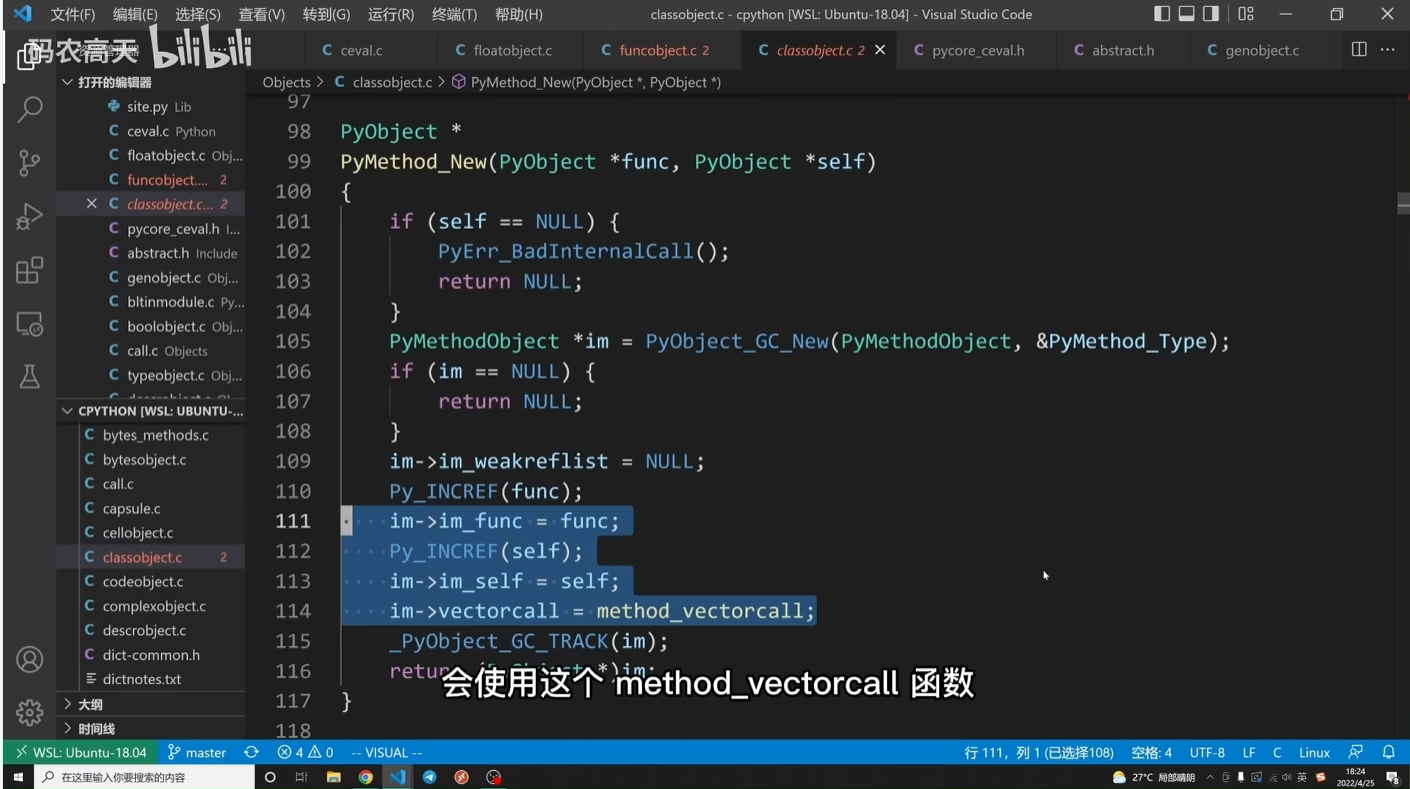 文件(F) 编辑(E) 选择(S) 查看(V) 转到(G) 运行(R) 终端(T) 帮助(H) classobject.c - cpython [WSL: Ubuntu-18.04] - Visual Studio Code
码农高天 bilibili
ceval.c floatobject.c funcobject.c 2 classobject.c 2 pycore_ceval.h abstract.h genobject.c
打开的编辑器
Objects > classobject.c > PyMethod_New(PyObject *, PyObject *)
site.py Lib
ceval.c Python
floatobject.c Obj...
funcobject.... 2
classobject.c... 2
pycore_ceval.h I...
abstract.h Include
genobject.c Obj...
bltinmodule.c Py...
boolobject.c Obj...
call.c Objects
typeobject.c Obj...
CPYTHON [WSL: UBUNTU-...
bytes_methods.c
bytesobject.c
call.c
capsule.c
cellobject.c
classobject.c 2
codeobject.c
complexobject.c
descrobject.c
dict-common.h
dictnotes.txt
大纲
时间线
97
98 PyObject *
99 PyMethod_New(PyObject *func, PyObject *self)
100 {
101 if (self == NULL) {
102 PyErr_BadInternalCall();
103 return NULL;
104 }
105 PyMethodObject *im = PyObject_GC_New(PyMethodObject, &PyMethod_Type);
106 if (im == NULL) {
107 return NULL;
108 }
109 im->im_weakreflist = NULL;
110 Py_INCREF(func);
111 im->im_func = func;
112 Py_INCREF(self);
113 im->im_self = self;
114 im->vectorcall = method_vectorcall;
115 _PyObject_GC_TRACK(im);
116 return (PyObject *)im;
117 }
118
会使用这个 method_vectorcall 函数
WSL: Ubuntu-18.04 master 4 0 -- VISUAL -- 行 111，列 1 (已选择108) 空格: 4 UTF-8 LF C Linux
在这里输入你要搜索的内容 27°C 局部晴朗 英 18:24
2022/4/25